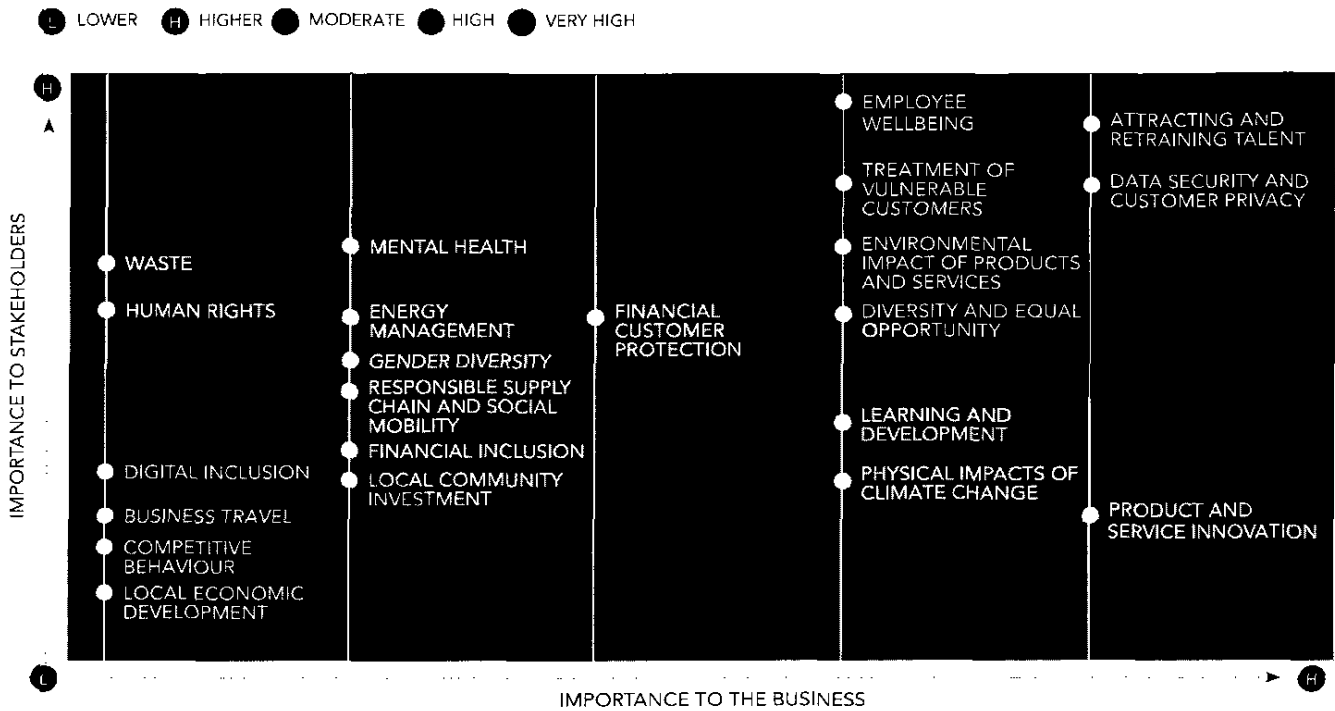 L LOWER H HIGHER MODERATE HIGH VERY HIGH
H
IMPORTANCE TO STAKEHOLDERS
WASTE
HUMAN RIGHTS
DIGITAL INCLUSION
BUSINESS TRAVEL
COMPETITIVE
BEHAVIOUR
LOCAL ECONOMIC
DEVELOPMENT
MENTAL HEALTH
ENERGY
MANAGEMENT
GENDER DIVERSITY
RESPONSIBLE SUPPLY
CHAIN AND SOCIAL
MOBILITY
FINANCIAL INCLUSION
LOCAL COMMUNITY
INVESTMENT
FINANCIAL
CUSTOMER
PROTECTION
EMPLOYEE
WELLBEING
TREATMENT OF
VULNERABLE
CUSTOMERS
ENVIRONMENTAL
IMPACT OF PRODUCTS
AND SERVICES
DIVERSITY AND EQUAL
OPPORTUNITY
LEARNING AND
DEVELOPMENT
PHYSICAL IMPACTS OF
CLIMATE CHANGE
ATTRACTING AND
RETRAINING TALENT
DATA SECURITY AND
CUSTOMER PRIVACY
PRODUCT AND
SERVICE INNOVATION
L
H
IMPORTANCE TO THE BUSINESS